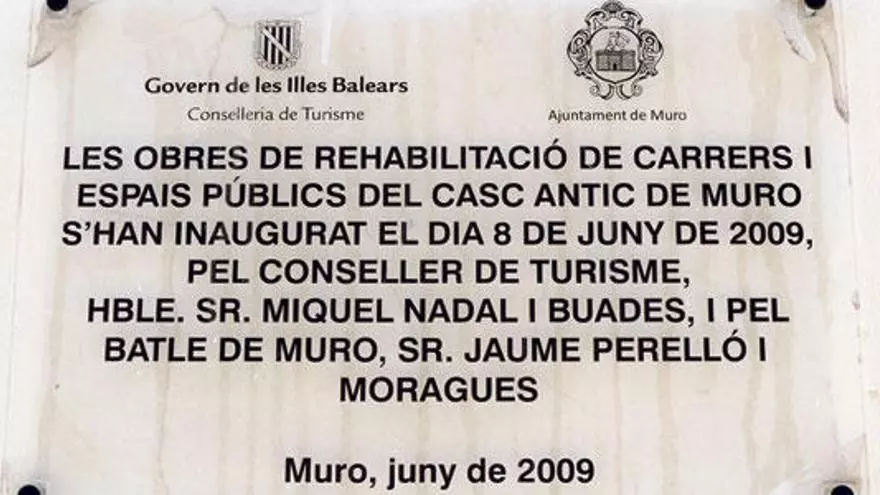 Govern de les Illes Balears
Conselleria de Turisme
Ajuntament de Muro
LES OBRES DE REHABILITACIÓ DE CARRERS I
ESPAIS PÚBLICS DEL CASC ANTIC DE MURO
S'HAN INAUGURAT EL DIA 8 DE JUNY DE 2009,
PEL CONSELLER DE TURISME,
HBLE. SR. MIQUEL NADAL I BUADES, I PEL
BATLE DE MURO, SR. JAUME PERELLÓ I
MORAGUES
Muro, juny de 2009